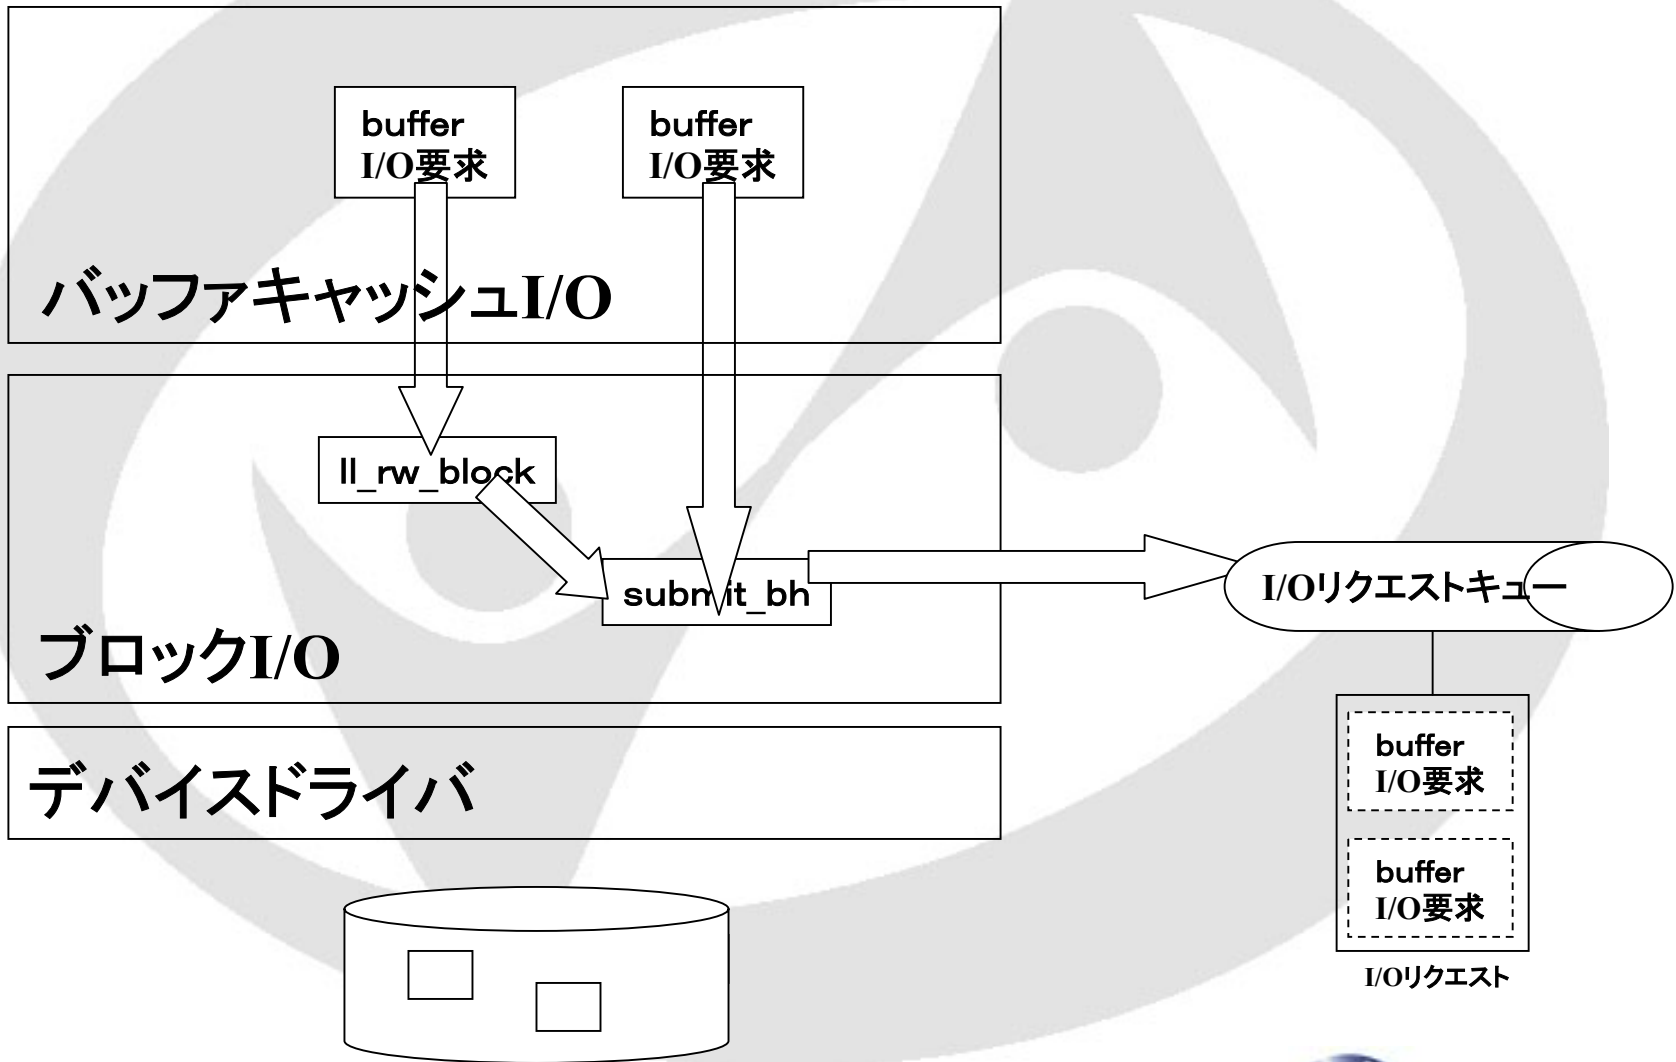 buffer
I/O要求
buffer
I/O要求
バッファキャッシュI/O
ll_rw_block
submit_bh
ブロックI/O
I/Oリクエストキュー
デバイスドライバ
buffer
I/O要求
buffer
I/O要求
I/Oリクエスト